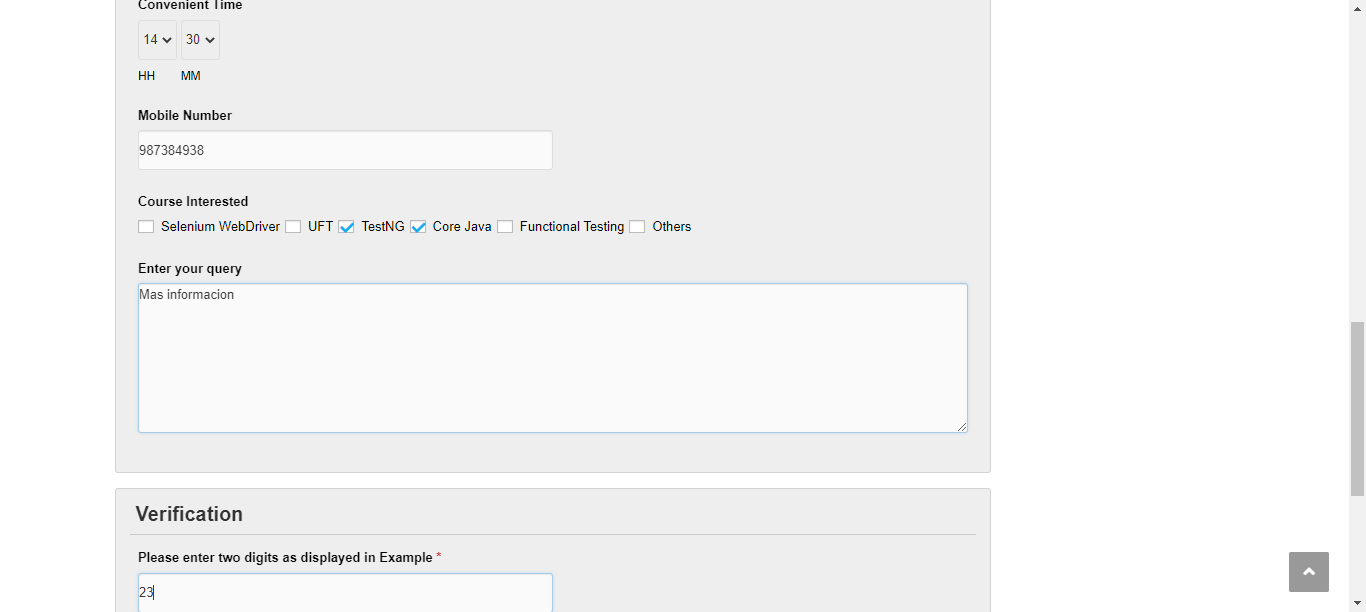 Convenient Time
14 30
HH MM
Mobile Number
987384938
Course Interested
Selenium WebDriver UFT TestNG Core Java Functional Testing Others
Enter your query
Mas informacion
Verification
Please enter two digits as displayed in Example *
23